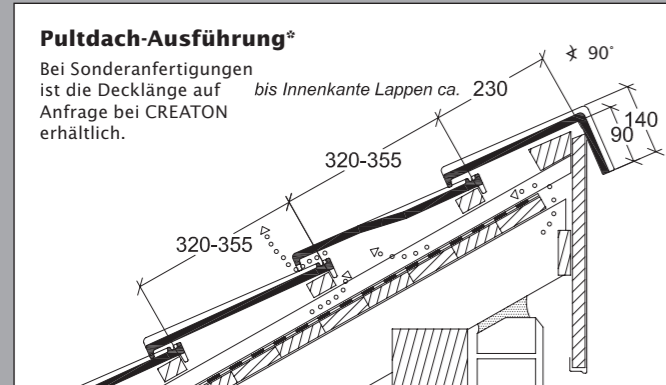 Pultdach-Ausführung*
Bei Sonderanfertigungen
ist die Decklänge auf
Anfrage bei CREATON
erhältlich.
bis Innenkante Lappen ca. 230
∢ 90°
140
90
320-355
320-355